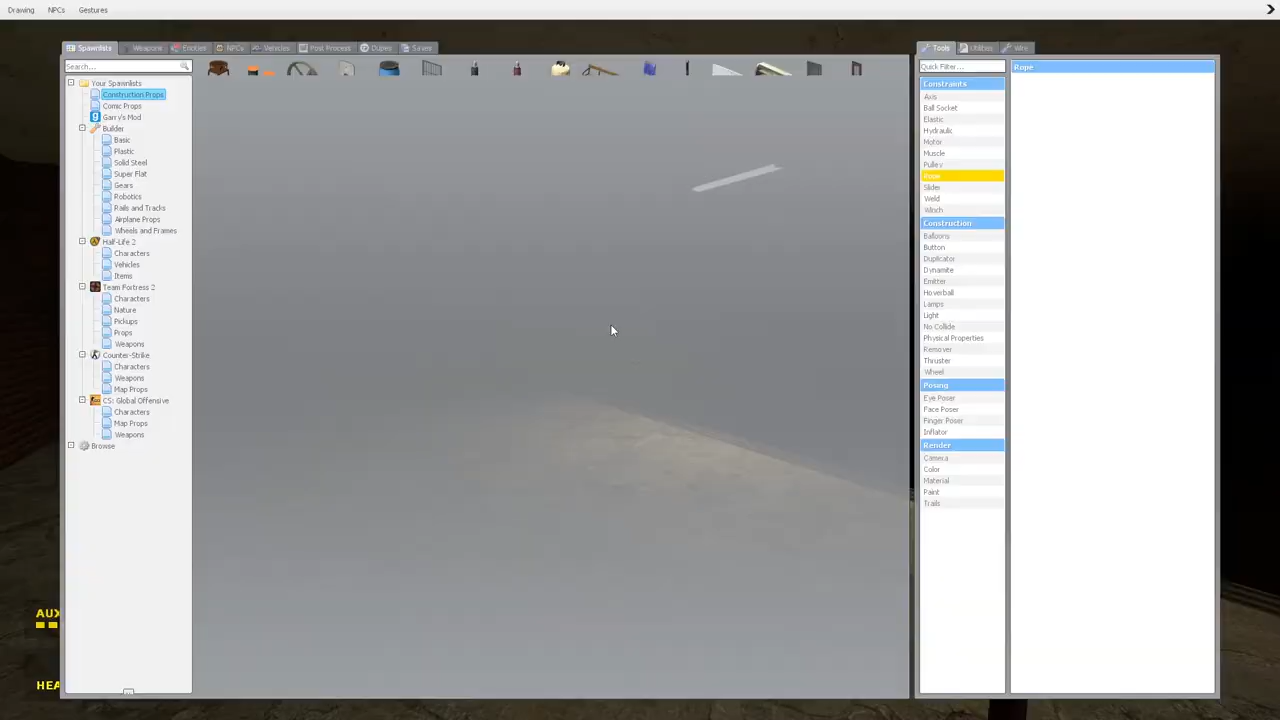 Drawing NPCs Gestures
Spawnlists Weapons Entities NPCs Vehicles Post Process Dupes Saves
Search...
Your Spawnlists
Construction Props
Comic Props
Garry's Mod
Builder
Basic
Plastic
Solid Steel
Super Flat
Gears
Robotics
Rails and Tracks
Airplane Props
Wheels and Frames
Half-Life 2
Characters
Vehicles
Items
Team Fortress 2
Characters
Nature
Pickups
Props
Weapons
Counter-Strike
Characters
Weapons
Map Props
CS: Global Offensive
Characters
Map Props
Weapons
Browse
AUX
HEA
Tools Utilities Wire
Quick Filter...
Constraints
Axis
Ball Socket
Elastic
Hydraulic
Motor
Muscle
Pulley
Rope
Slider
Weld
Winch
Construction
Balloons
Button
Duplicator
Dynamite
Emitter
Hoverball
Lamps
Light
No Collide
Physical Properties
Remover
Thruster
Wheel
Posing
Eye Poser
Face Poser
Finger Poser
Inflator
Render
Camera
Color
Material
Paint
Trails
Rope